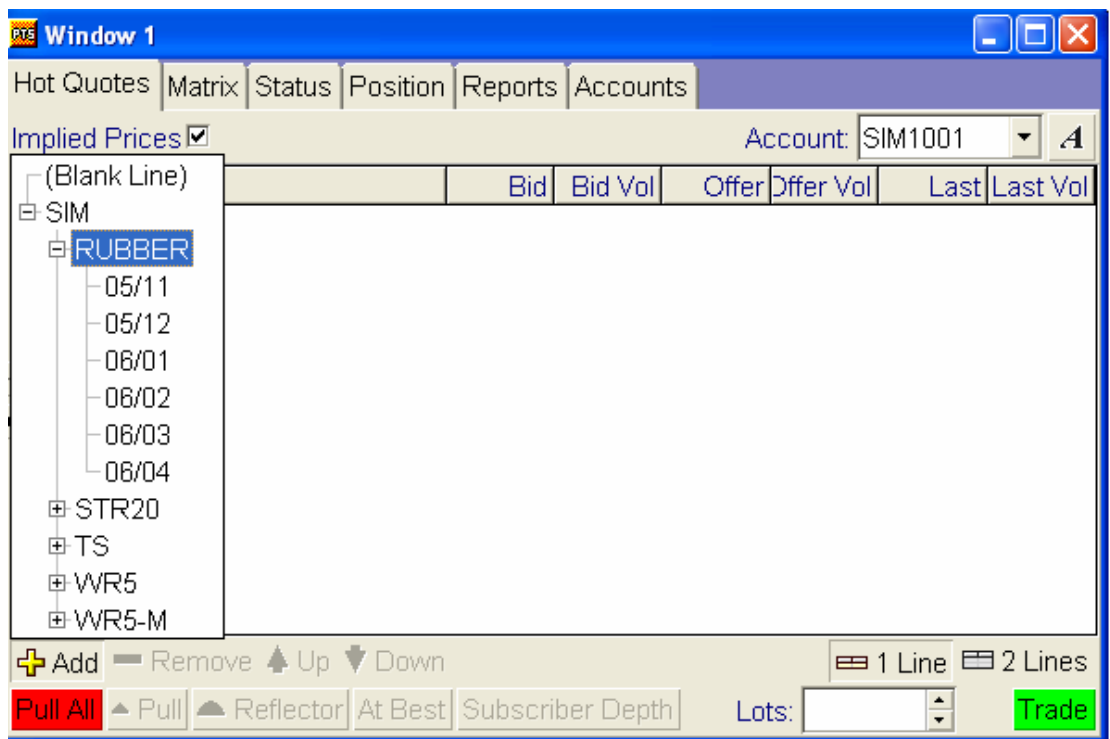 PTS Window 1
Hot Quotes Matrix Status Position Reports Accounts
Implied Prices Account: SIM1001 A
(Blank Line) Bid Bid Vol Offer Offer Vol Last Last Vol
SIM
RUBBER
05/11
05/12
06/01
06/02
06/03
06/04
STR20
TS
WR5
WR5-M
Add Remove Up Down 1 Line 2 Lines
Pull All Pull Reflector At Best Subscriber Depth Lots: Trade